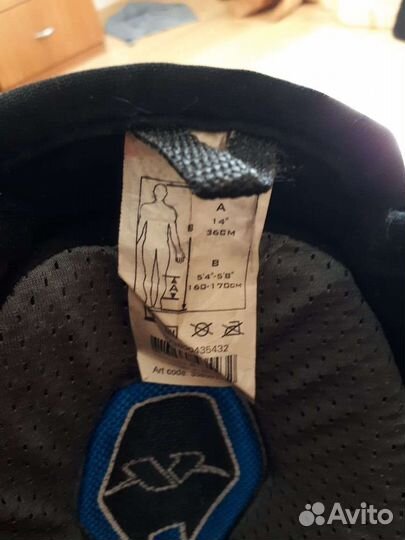 A
14"
36CM
B
B
5'4"-5'8"
160-170CM
A
435432
Art code
Avito